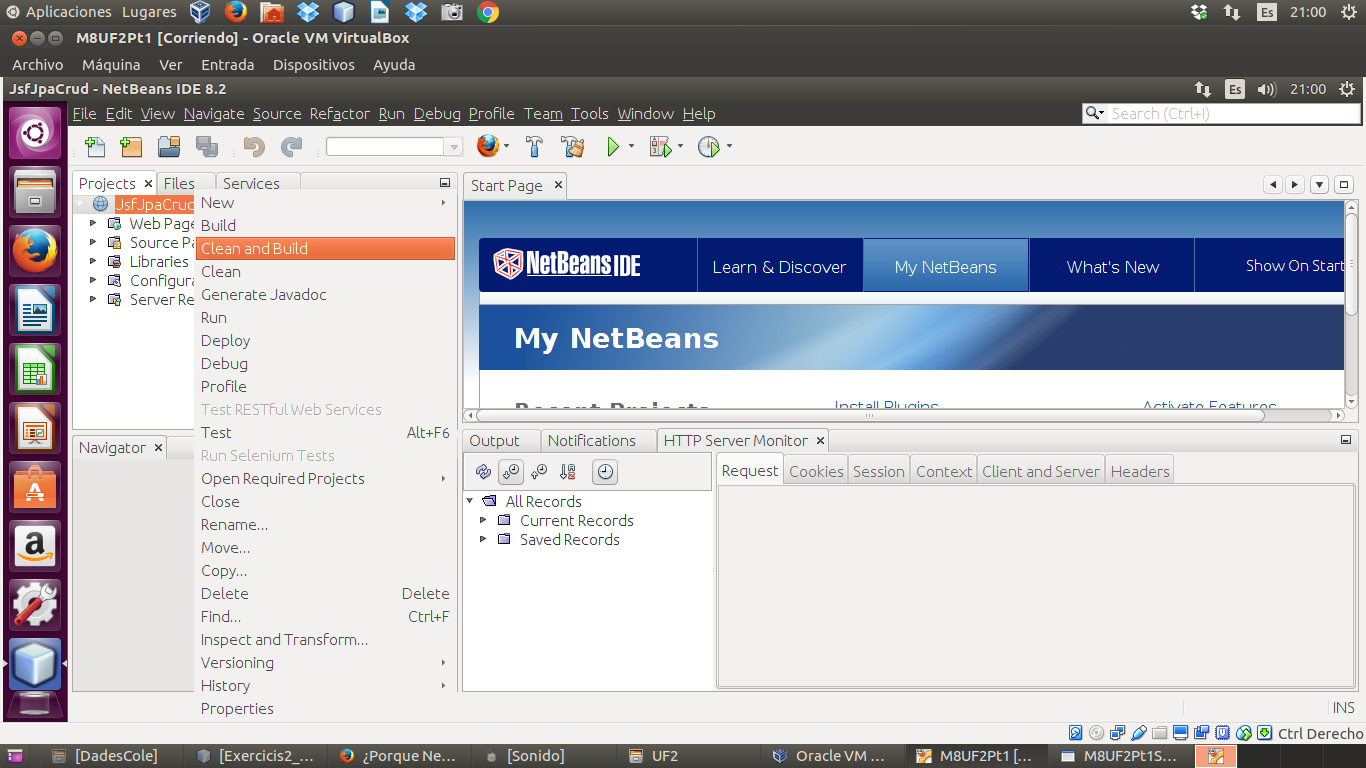 Aplicaciones Lugares Es 21:00
M8UF2Pt1 [Corriendo] - Oracle VM VirtualBox
Archivo Máquina Ver Entrada Dispositivos Ayuda
JsfJpaCrud - NetBeans IDE 8.2 Es 21:00
File Edit View Navigate Source Refactor Run Debug Profile Team Tools Window Help Search (Ctrl+I)
Projects Files Services
JsfJpaCrud
Web Page
Source Pa
Libraries
Configura
Server Re
New
Build
Clean and Build
Clean
Generate Javadoc
Run
Deploy
Debug
Profile
Test RESTful Web Services
Test Alt+F6
Run Selenium Tests
Open Required Projects
Close
Rename...
Move...
Copy...
Delete Delete
Find... Ctrl+F
Inspect and Transform...
Versioning
History
Properties
Navigator
Start Page
NetBeans IDE Learn & Discover My NetBeans What's New Show On Start
My NetBeans
Recent Projects Install Plugins Activate Features
Output Notifications HTTP Server Monitor
All Records
Current Records
Saved Records
Request Cookies Session Context Client and Server Headers
INS
Ctrl Derecho
[DadesCole] [Exercicis2_... ¿Porque Ne... [Sonido] UF2 Oracle VM ... M8UF2Pt1 [... M8UF2Pt1S...